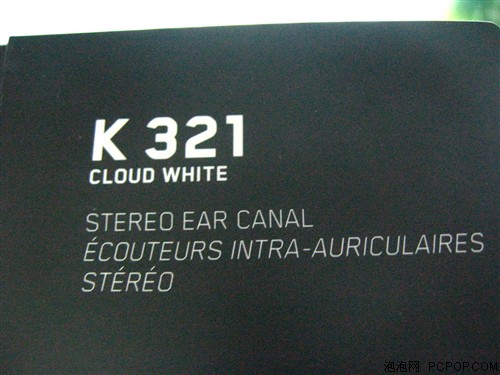 K 321
CLOUD WHITE
STEREO EAR CANAL
ÉCOUTEURS INTRA-AURICULAIRES
STÉRÉO
泡泡网 PCPOP.COM